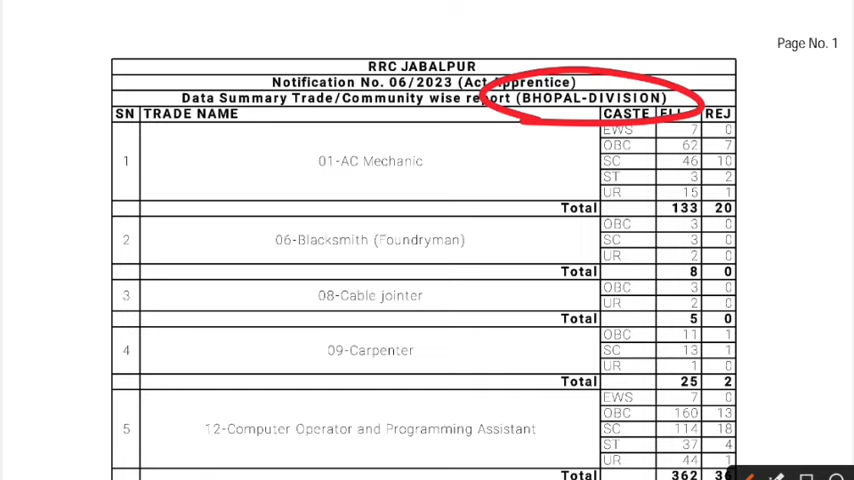 Page No. 1
RRC JABALPUR
Notification No. 06/2023 (Act Apprentice)
Data Summary Trade/Community wise report (BHOPAL-DIVISION)
SN TRADE NAME CASTE REJ
EWS 7 0
OBC 62 7
1 01-AC Mechanic SC 46 10
ST 3 2
UR 15 1
Total 133 20
OBC 3 0
2 06-Blacksmith (Foundryman) SC 3 0
UR 2 0
Total 8 0
3 08-Cable jointer OBC 3 0
UR 2 0
Total 5 0
OBC 11 1
4 09-Carpenter SC 13 1
UR 1 0
Total 25 2
EWS 7 0
OBC 160 13
5 12-Computer Operator and Programming Assistant SC 114 18
ST 37 4
UR 44 1
Total 362